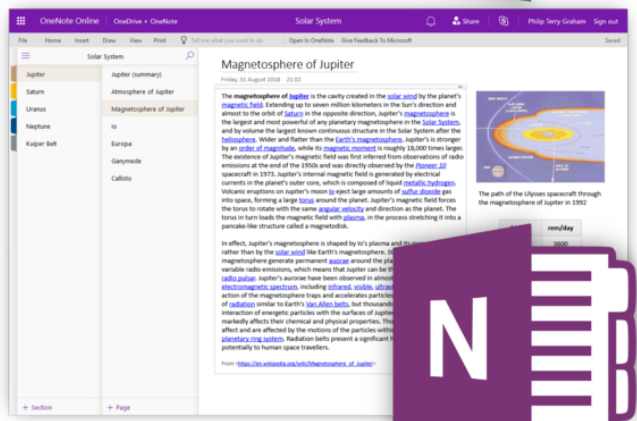 OneNote Online OneDrive › OneNote Solar System Share Philip Terry Graham Sign out
File Home Insert Draw View Print Tell me what you want to do Open in OneNote Give Feedback To Microsoft Saved
Solar System
Jupiter
Saturn
Uranus
Neptune
Kuiper Belt
Jupiter (summary)
Atmosphere of Jupiter
Magnetosphere of Jupiter
Io
Europa
Ganymede
Callisto
+ Section
+ Page
Magnetosphere of Jupiter
Friday, 31 August 2018 21:02
The magnetosphere of Jupiter is the cavity created in the solar wind by the planet's
magnetic field. Extending up to seven million kilometers in the Sun's direction and
almost to the orbit of Saturn in the opposite direction, Jupiter's magnetosphere is
the largest and most powerful of any planetary magnetosphere in the Solar System,
and by volume the largest known continuous structure in the Solar System after the
heliosphere. Wider and flatter than the Earth's magnetosphere, Jupiter's is stronger
by an order of magnitude, while its magnetic moment is roughly 18,000 times larger.
The existence of Jupiter's magnetic field was first inferred from observations of radio
emissions at the end of the 1950s and was directly observed by the Pioneer 10
spacecraft in 1973. Jupiter's internal magnetic field is generated by electrical
currents in the planet's outer core, which is composed of liquid metallic hydrogen.
Volcanic eruptions on Jupiter's moon Io eject large amounts of sulfur dioxide gas
into space, forming a large torus around the planet. Jupiter's magnetic field forces
the torus to rotate with the same angular velocity and direction as the planet. The
torus in turn loads the magnetic field with plasma, in the process stretching it into a
pancake-like structure called a magnetodisk.
In effect, Jupiter's magnetosphere is shaped by Io's plasma and its
rather than by the solar wind like Earth's magnetosphere.
magnetosphere generate permanent aurorae around the
variable radio emissions, which means that Jupiter can be
radio pulsar. Jupiter's aurorae have been observed in almost
electromagnetic spectrum, including infrared, visible,
action of the magnetosphere traps and accelerates particles
of radiation similar to Earth's Van Allen belts, but thousands
interaction of energetic particles with the surfaces of
markedly affects their chemical and physical properties.
affect and are affected by the motions of the particles within
planetary ring system. Radiation belts present a significant
potentially to human space travellers.
From <https://en.wikipedia.org/wiki/Magnetosphere_of_Jupiter>
The path of the Ulysses spacecraft through
the magnetosphere of Jupiter in 1992
rem/day
3600
N